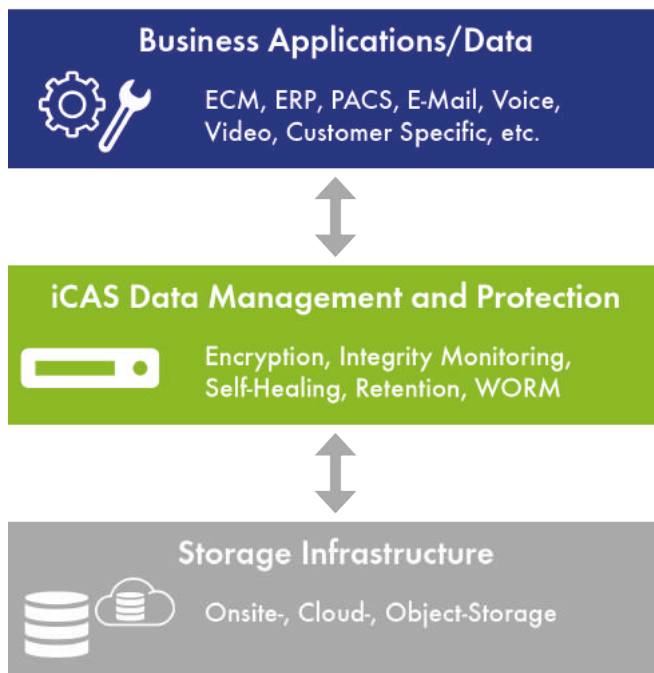 Business Applications/Data
ECM, ERP, PACS, E-Mail, Voice,
Video, Customer Specific, etc.
iCAS Data Management and Protection
Encryption, Integrity Monitoring,
Self-Healing, Retention, WORM
Storage Infrastructure
Onsite-, Cloud-, Object-Storage